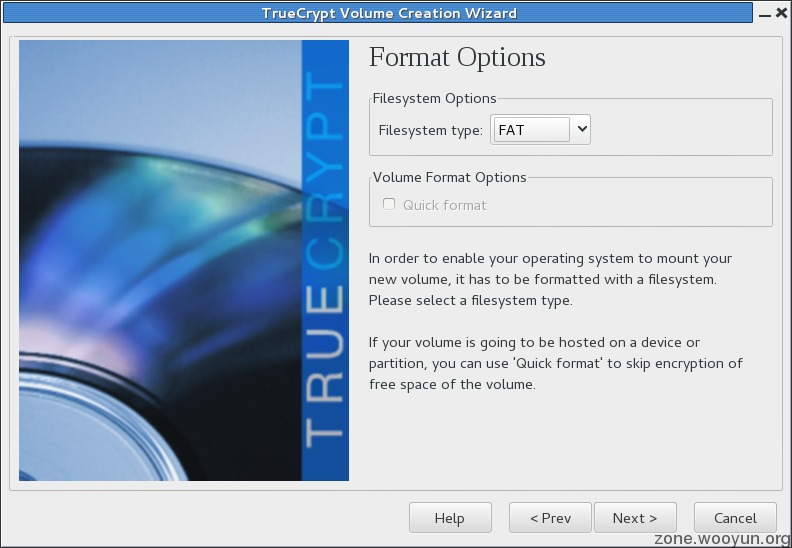 TrueCrypt Volume Creation Wizard
TRUECRYPT
Format Options
Filesystem Options
Filesystem type: FAT
Volume Format Options
Quick format
In order to enable your operating system to mount your
new volume, it has to be formatted with a filesystem.
Please select a filesystem type.
If your volume is going to be hosted on a device or
partition, you can use 'Quick format' to skip encryption of
free space of the volume.
Help < Prev Next > Cancel
zone.wooyun.org